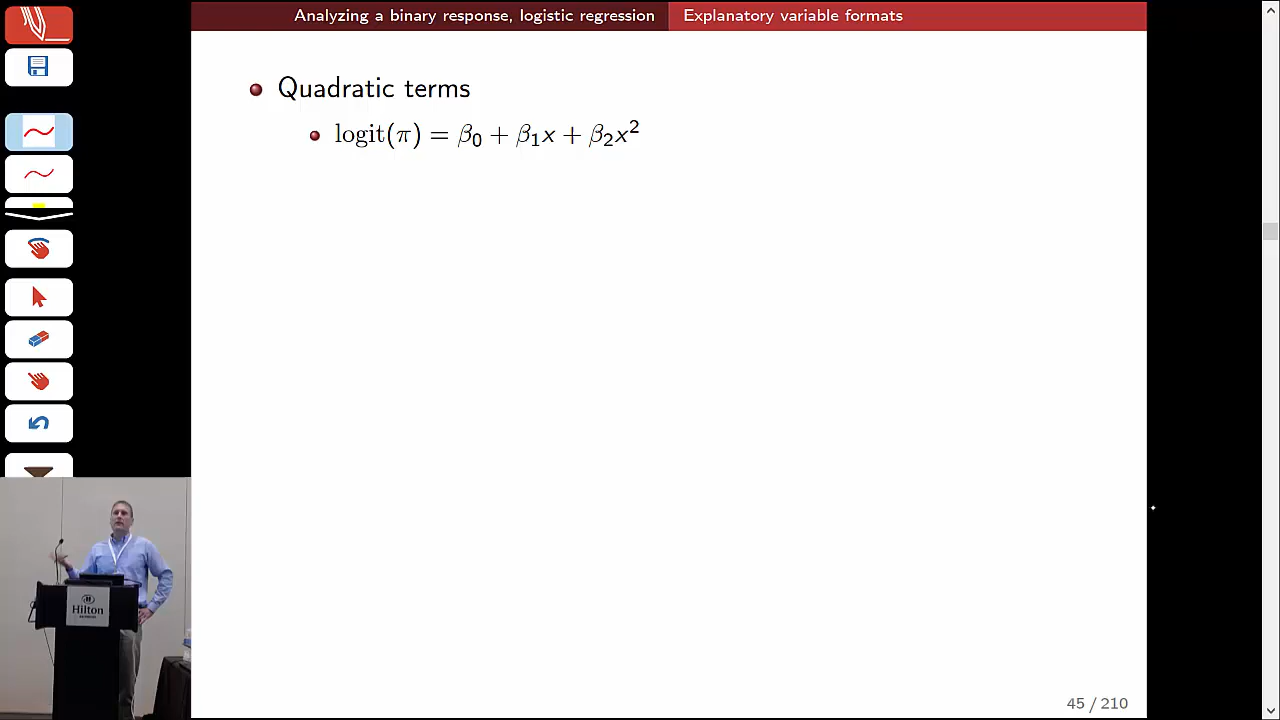 Analyzing a binary response, logistic regression Explanatory variable formats
Quadratic terms
logit(π) = β₀ + β₁x + β₂x²
Hilton
45 / 210